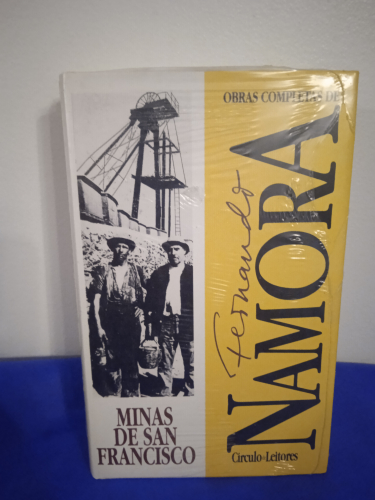 OBRAS COMPLETAS DE
Fernando
NAMORA
MINAS
DE SAN
FRANCISCO
Círculo de Leitores